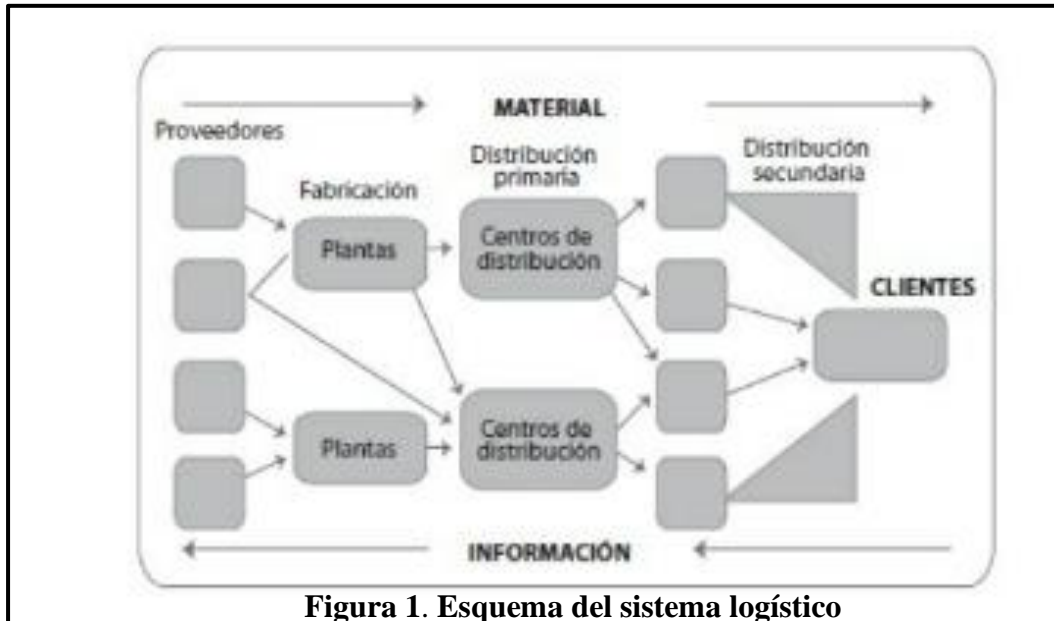 MATERIAL
Proveedores
Distribución
primaria
Distribución
secundaria
Fabricación
Plantas
Centros de
distribución
CLIENTES
Plantas
Centros de
distribución
INFORMACIÓN
Figura 1. Esquema del sistema logístico